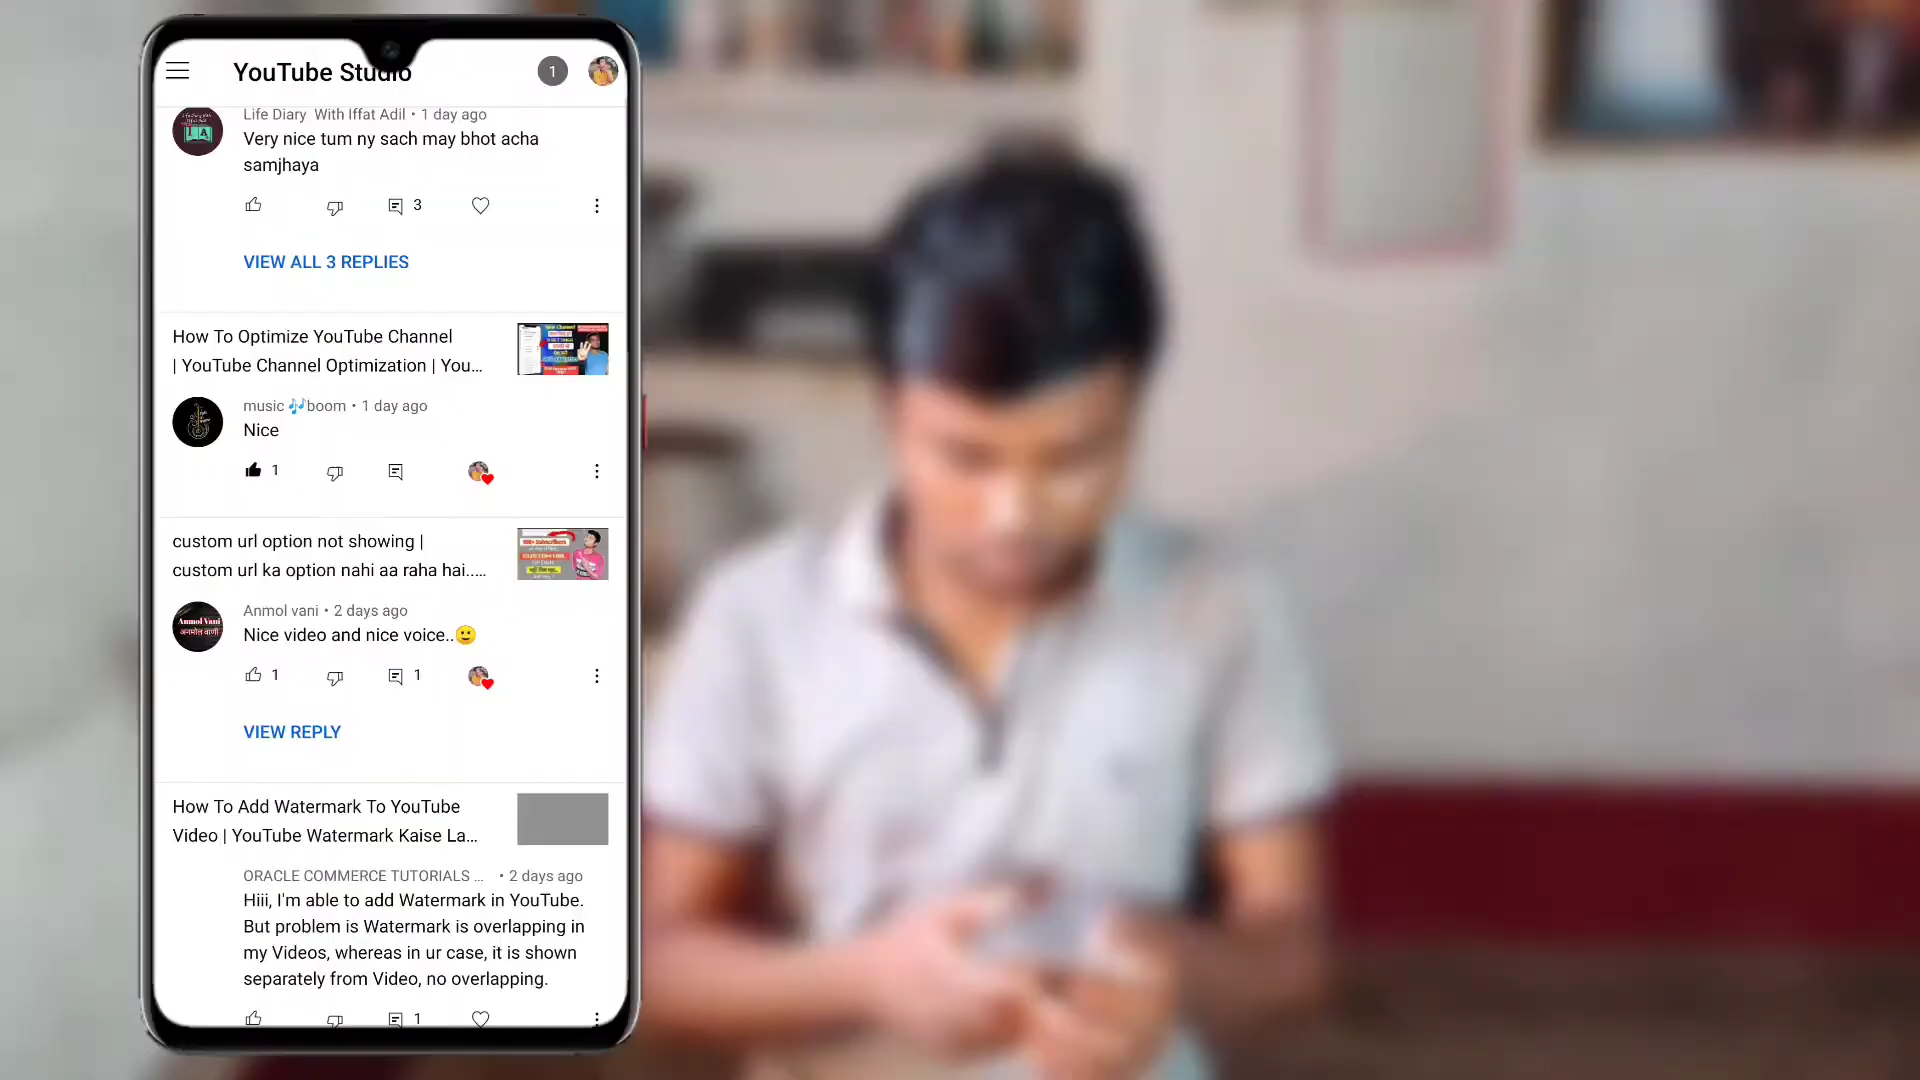 YouTube Studio
1
Life Diary With Iffat Adil • 1 day ago
Very nice tum ny sach may bhot acha
samjhaya
3
VIEW ALL 3 REPLIES
How To Optimize YouTube Channel
| YouTube Channel Optimization | You...
music 🎶boom • 1 day ago
Nice
1
custom url option not showing |
custom url ka option nahi aa raha hai....
Anmol vani • 2 days ago
Anmol Vani
अनमोल वाणी
Nice video and nice voice..🙂
1
1
VIEW REPLY
How To Add Watermark To YouTube
Video | YouTube Watermark Kaise La...
ORACLE COMMERCE TUTORIALS ... • 2 days ago
Hiii, I'm able to add Watermark in YouTube.
But problem is Watermark is overlapping in
my Videos, whereas in ur case, it is shown
separately from Video, no overlapping.
1